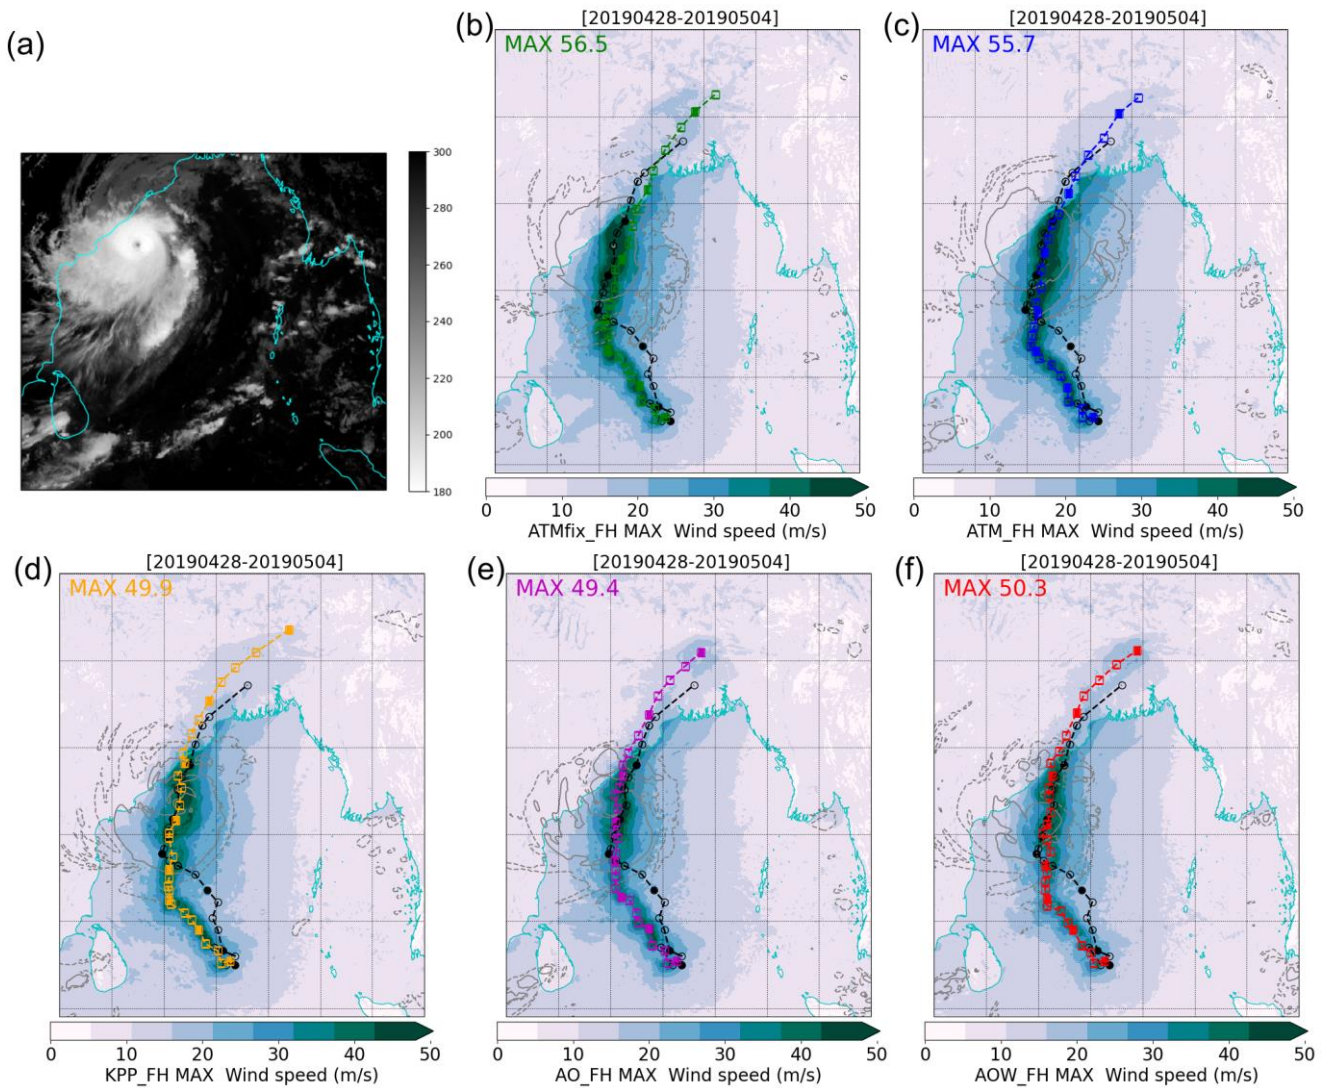 (a)
300
280
260
240
220
200
180
(b)
[20190428-20190504]
MAX 56.5
0 10 20 30 40 50
ATMfix_FH MAX Wind speed (m/s)
(c)
[20190428-20190504]
MAX 55.7
0 10 20 30 40 50
ATM_FH MAX Wind speed (m/s)
(d)
[20190428-20190504]
MAX 49.9
0 10 20 30 40 50
KPP_FH MAX Wind speed (m/s)
(e)
[20190428-20190504]
MAX 49.4
0 10 20 30 40 50
AO_FH MAX Wind speed (m/s)
(f)
[20190428-20190504]
MAX 50.3
0 10 20 30 40 50
AOW_FH MAX Wind speed (m/s)